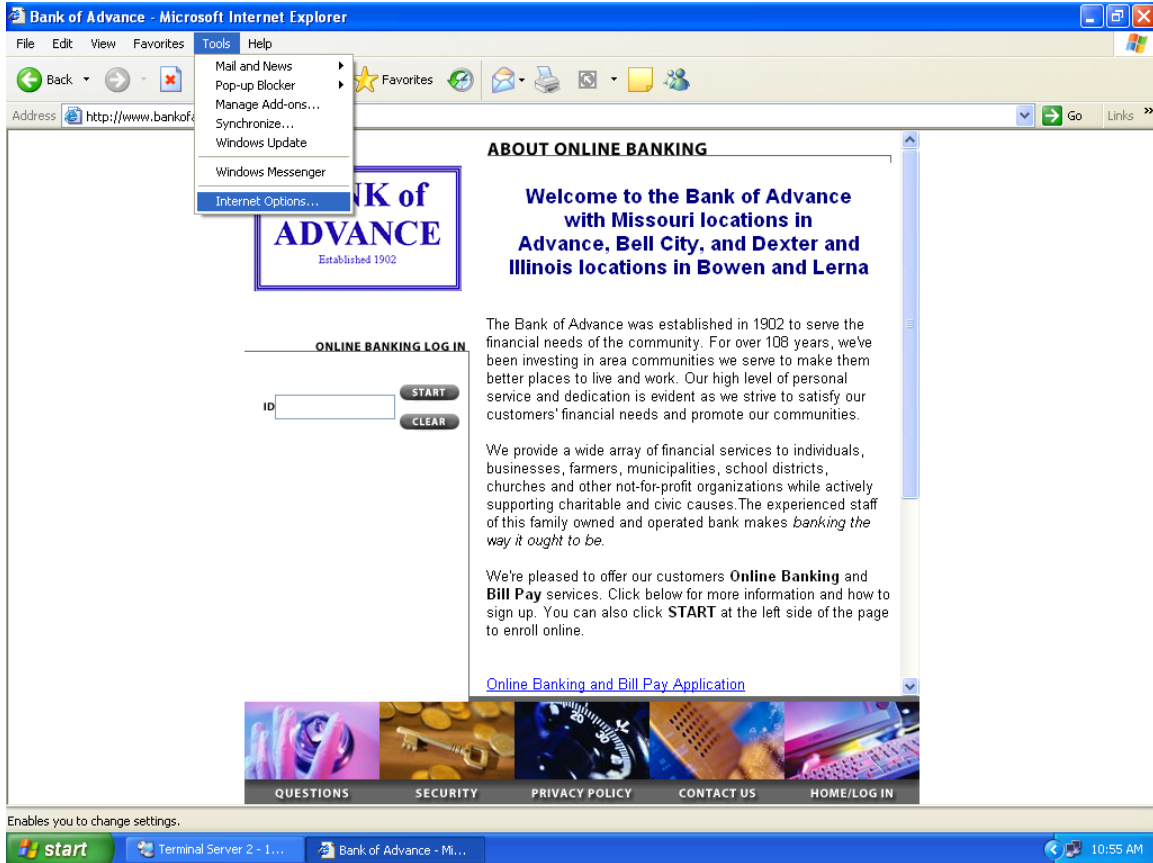 Bank of Advance - Microsoft Internet Explorer
File Edit View Favorites Tools Help
Back Favorites
Address http://www.bankofa Go Links »
Mail and News
Pop-up Blocker
Manage Add-ons...
Synchronize...
Windows Update
Windows Messenger
Internet Options...
K of
ADVANCE
Established 1902
ONLINE BANKING LOG IN
ID
START
CLEAR
ABOUT ONLINE BANKING
Welcome to the Bank of Advance
with Missouri locations in
Advance, Bell City, and Dexter and
Illinois locations in Bowen and Lerna
The Bank of Advance was established in 1902 to serve the
financial needs of the community. For over 108 years, we've
been investing in area communities we serve to make them
better places to live and work. Our high level of personal
service and dedication is evident as we strive to satisfy our
customers' financial needs and promote our communities.
We provide a wide array of financial services to individuals,
businesses, farmers, municipalities, school districts,
churches and other not-for-profit organizations while actively
supporting charitable and civic causes.The experienced staff
of this family owned and operated bank makes banking the
way it ought to be.
We're pleased to offer our customers Online Banking and
Bill Pay services. Click below for more information and how to
sign up. You can also click START at the left side of the page
to enroll online.
Online Banking and Bill Pay Application
QUESTIONS SECURITY PRIVACY POLICY CONTACT US HOME/LOG IN
Enables you to change settings.
start Terminal Server 2 - 1... Bank of Advance - Mi... 10:55 AM